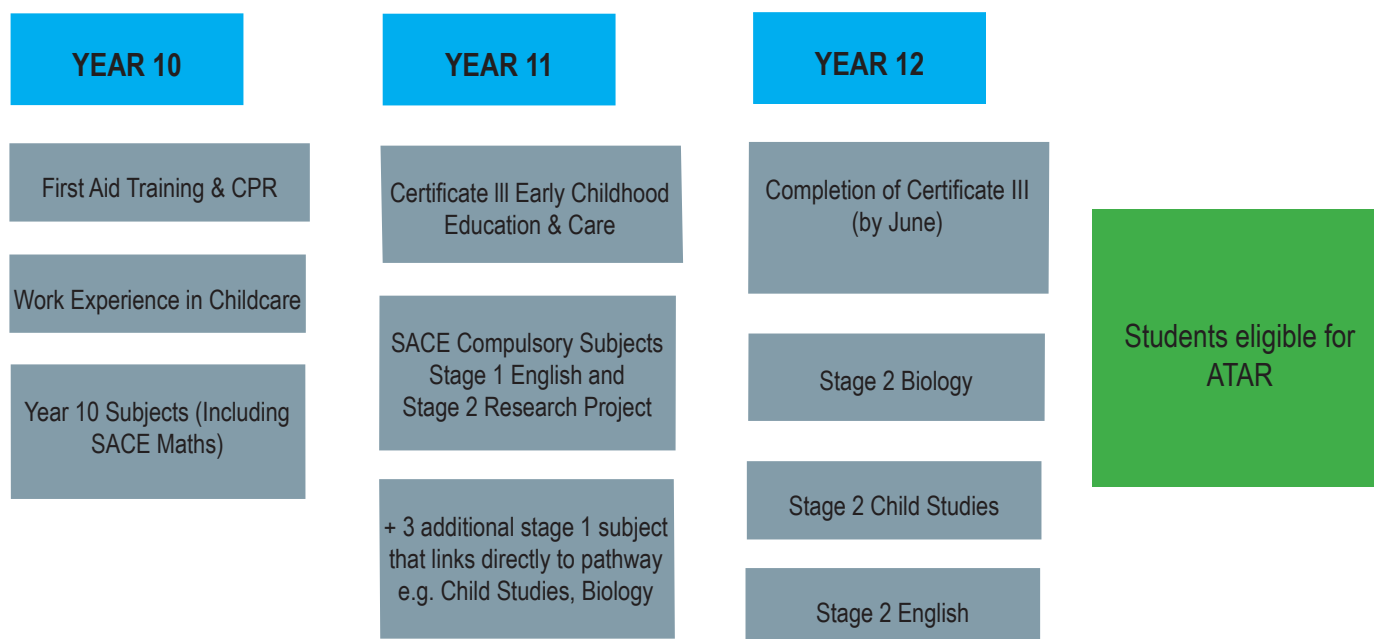 YEAR 10
First Aid Training & CPR
Work Experience in Childcare
Year 10 Subjects (Including
SACE Maths)
YEAR 11
Certificate III Early Childhood
Education & Care
SACE Compulsory Subjects
Stage 1 English and
Stage 2 Research Project
+ 3 additional stage 1 subject
that links directly to pathway
e.g. Child Studies, Biology
YEAR 12
Completion of Certificate III
(by June)
Stage 2 Biology
Stage 2 Child Studies
Stage 2 English
Students eligible for
ATAR